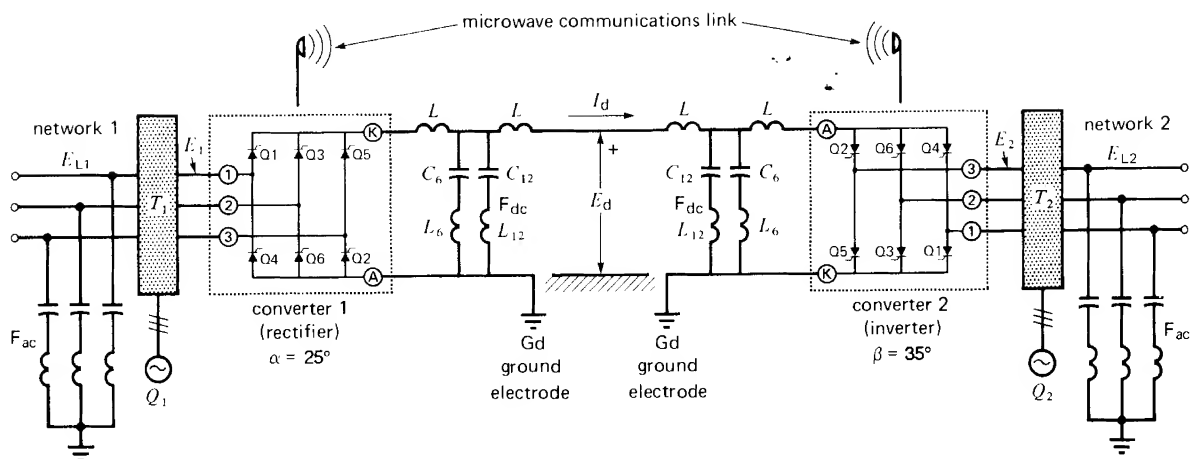 microwave communications link
network 1
E_L1
T_1
E_1
1
2
3
Q1 Q3 Q5
Q4 Q6 Q2
K
A
converter 1
(rectifier)
α = 25°
F_ac
Q_1
L L
C_6 C_12
F_dc
L_6 L_12
I_d
+
E_d
Gd
ground
electrode
Gd
ground
electrode
L L
C_12 C_6
F_dc
L_12 L_6
A
K
Q2 Q6 Q4
Q5 Q3 Q1
3
2
1
converter 2
(inverter)
β = 35°
E_2
T_2
network 2
E_L2
Q_2
F_ac